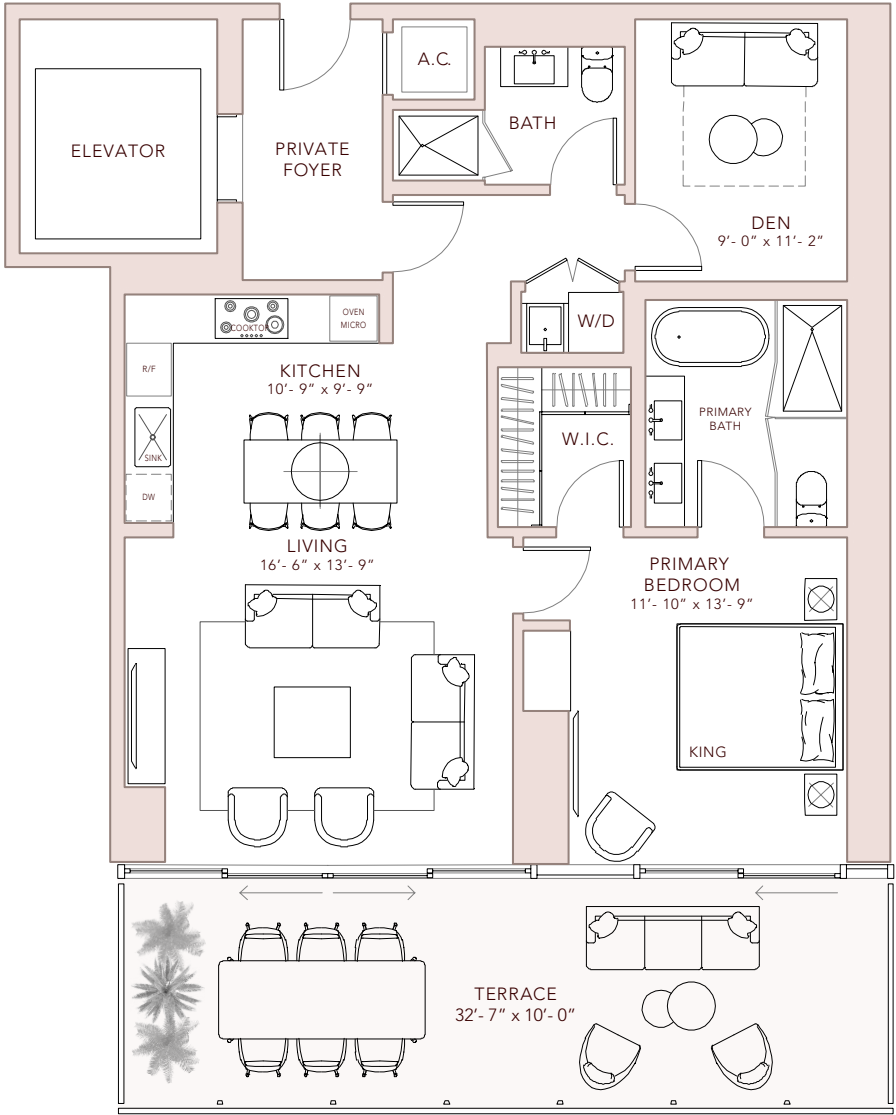 A.C.
BATH
ELEVATOR
PRIVATE
FOYER
DEN
9'- 0" x 11'- 2"
COOKTOP
OVEN
MICRO
W/D
R/F
KITCHEN
10'- 9" x 9'- 9"
PRIMARY
BATH
W.I.C.
SINK
DW
LIVING
16'- 6" x 13'- 9"
PRIMARY
BEDROOM
11'- 10" x 13'- 9"
KING
TERRACE
32'- 7" x 10'- 0"